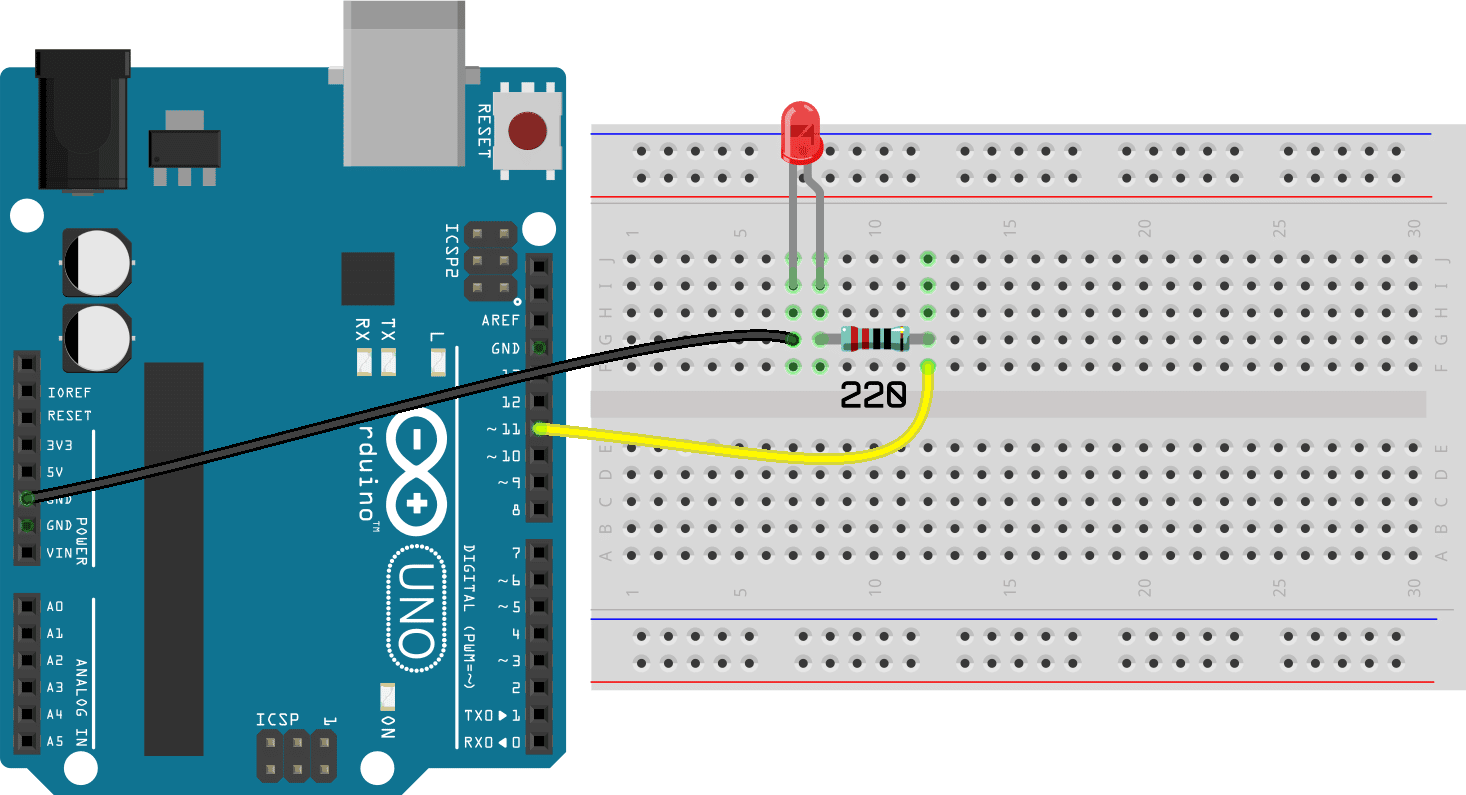 RESET
ICSP2
AREF
GND
RX
TX
L
IOREF
RESET
3V3
5V
GND
GND
VIN
POWER
12
~11
~10
~9
8
rduino™
UNO
DIGITAL (PWM=~)
7
~6
~5
4
~3
2
TX0▶1
RX0◀0
A0
A1
A2
A3
A4
A5
ANALOG IN
ICSP
1
ON
1 5 10 15 20 25 30
J J
I I
H H
G G
F F
220
E E
D D
C C
B B
A A
1 5 10 15 20 25 30